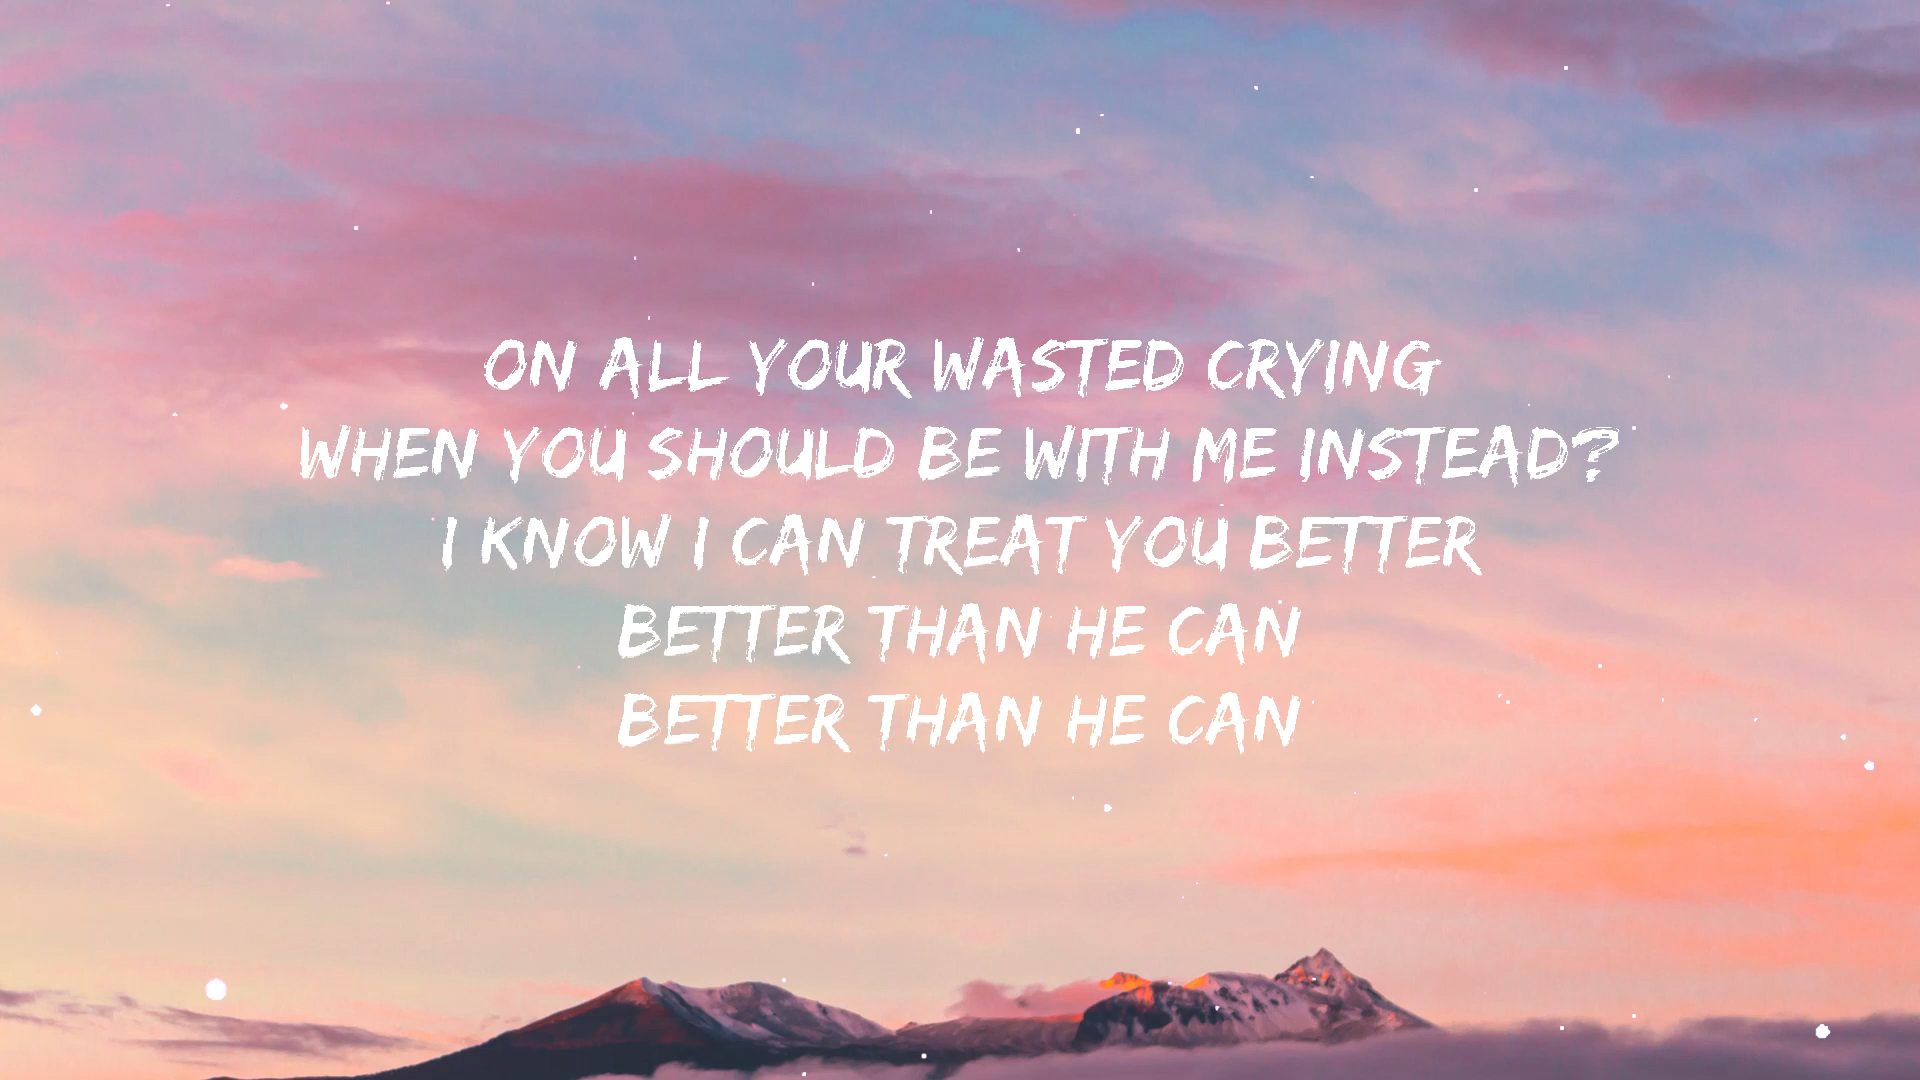 ON ALL YOUR WASTED CRYING
WHEN YOU SHOULD BE WITH ME INSTEAD?
I KNOW I CAN TREAT YOU BETTER
BETTER THAN HE CAN
BETTER THAN HE CAN